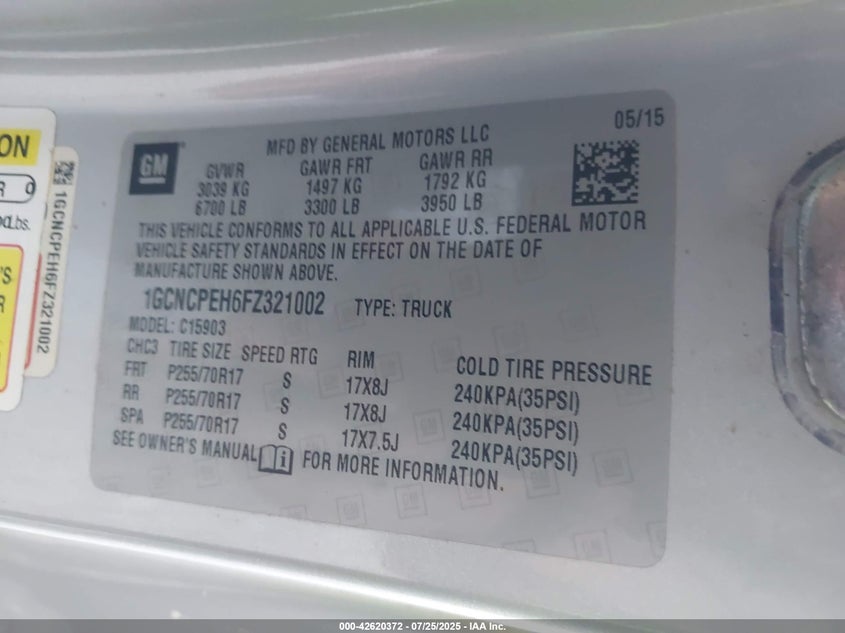 05/15
GM
MFD BY GENERAL MOTORS LLC
GVWR GAWR FRT GAWR RR
3039 KG 1497 KG 1792 KG
6700 LB 3300 LB 3950 LB
THIS VEHICLE CONFORMS TO ALL APPLICABLE U.S. FEDERAL MOTOR
VEHICLE SAFETY STANDARDS IN EFFECT ON THE DATE OF
MANUFACTURE SHOWN ABOVE.
1GCNCPEH6FZ321002 TYPE: TRUCK
MODEL: C15903
CHC3 TIRE SIZE SPEED RTG RIM COLD TIRE PRESSURE
FRT P255/70R17 S 17X8J 240KPA(35PSI)
RR P255/70R17 S 17X8J 240KPA(35PSI)
SPA P255/70R17 S 17X7.5J 240KPA(35PSI)
SEE OWNER'S MANUAL FOR MORE INFORMATION.
ON
R
Lbs.
'S
R
1GCNCPEH6FZ321002
000-42620372 - 07/25/2025 - IAA Inc.